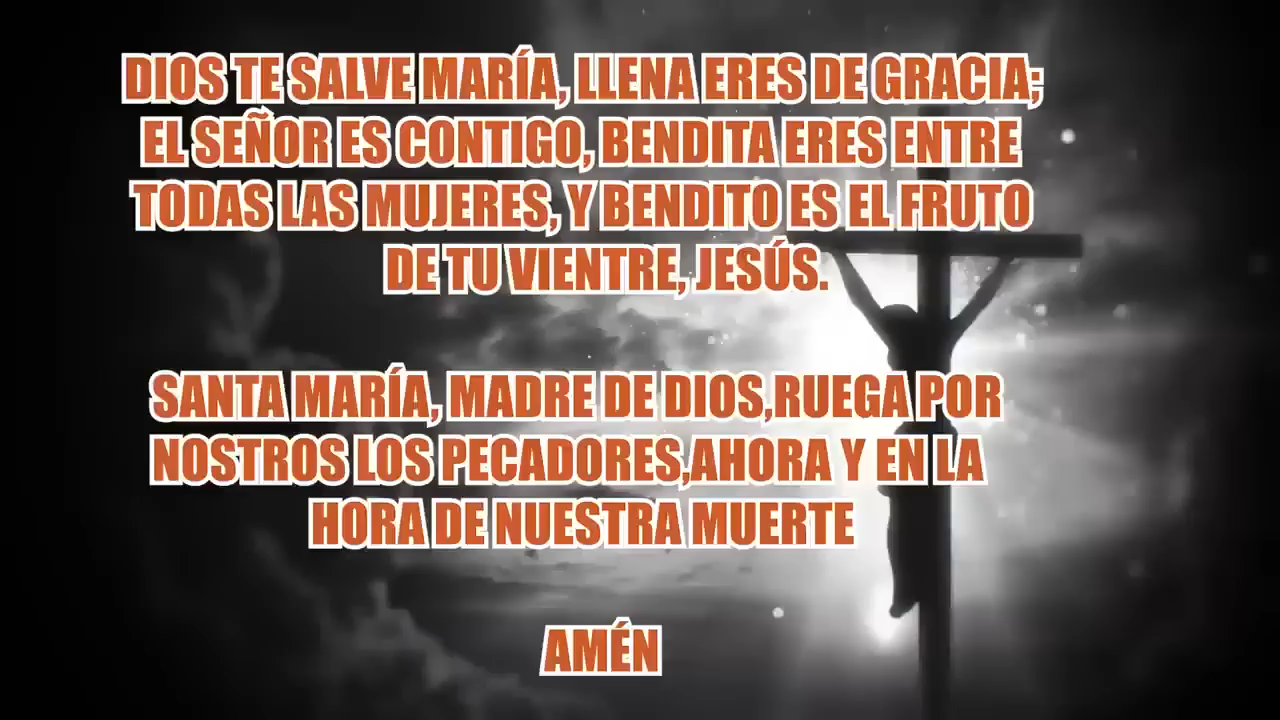 DIOS TE SALVE MARÍA, LLENA ERES DE GRACIA;
EL SEÑOR ES CONTIGO, BENDITA ERES ENTRE
TODAS LAS MUJERES, Y BENDITO ES EL FRUTO
DE TU VIENTRE, JESÚS.
SANTA MARÍA, MADRE DE DIOS,RUEGA POR
NOSTROS LOS PECADORES,AHORA Y EN LA
HORA DE NUESTRA MUERTE
AMÉN